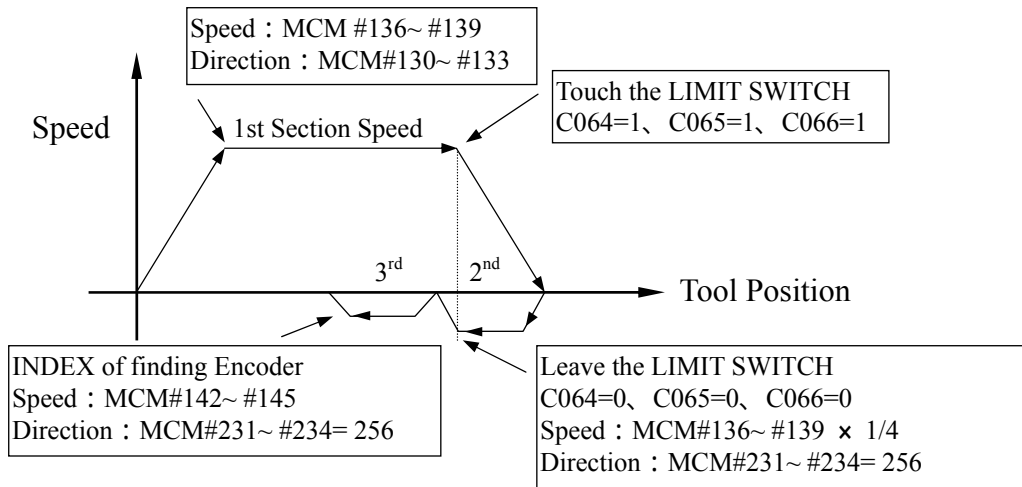 Speed：MCM #136~ #139
Direction：MCM#130~ #133
Touch the LIMIT SWITCH
C064=1、C065=1、C066=1
Speed
1st Section Speed
3rd
2nd
Tool Position
INDEX of finding Encoder
Speed：MCM#142~ #145
Direction：MCM#231~ #234= 256
Leave the LIMIT SWITCH
C064=0、C065=0、C066=0
Speed：MCM#136~ #139 × 1/4
Direction：MCM#231~ #234= 256